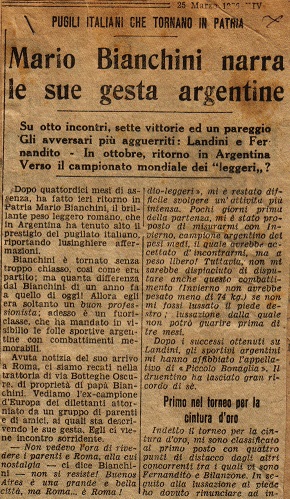 25 Marzo
PUGILI ITALIANI CHE TORNANO IN PATRIA
Mario Bianchini narra
le sue gesta argentine
Su otto incontri, sette vittorie ed un pareggio
Gli avversari più agguerriti: Landini e Fer-
nandito - In ottobre, ritorno in Argentina
Verso il campionato mondiale dei "leggeri„?
Dopo quattordici mesi di as-
senza, ha fatto ieri ritorno in
Patria Mario Bianchini, il bril-
lante peso leggero romano, che
in Argentina ha tenuto alto il
prestigio del pugilato italiano,
riportando lusinghiere affer-
mazioni.
Bianchini è tornato senza
troppo chiasso, così come era
partito; ma quanta differenza
dal Bianchini di un anno fa
a quello di oggi! Allora egli
era soltanto un buon profes-
sionista; adesso è un fuori-
classe, che ha mandato in visi-
bilio le folle sportive argentine
con combattimenti me-
morabili.
Avuta notizia del suo arrivo
a Roma, ci siamo recati nella
trattoria di via Botteghe Oscu-
re, di proprietà di papà Bian-
chini. Vediamo l'ex-campione
d'Europa dei dilettanti attor-
niato da un gruppo di parenti
e di amici, ai quali sta descri-
vendo le sue gesta. Egli ci vie-
ne incontro sorridente.
— Non vedevo l'ora di rive-
dere i parenti e Roma, alla cui
nostalgia — ci dice Bianchi-
ni — non si resiste! Buenos
Aires è una grande e bella
città, ma Roma... è Roma!
dio-leggeri», mi è restato dif-
ficile svolgere un'attività più
intensa. Pochi giorni prima
della partenza, mi è stato pro-
posto di misurarmi con In-
vierno, campione argentino dei
pesi medi, il quale avrebbe ac-
cettato d'incontrarmi, ma a
peso libero! Tuttavia, non mi
sarebbe dispiaciuto di dispu-
tare anche questo combatti-
mento (Invierno non avrebbe
pesato meno di 74 kg.) se non
mi fossi lussato il piede de-
stro; lussazione dalla quale
non potrò guarire prima di
tre mesi.
Dopo i successi ottenuti su
Landini, gli sportivi argentini
mi hanno affibbiato l'appella-
tivo di «Piccolo Bonaglia». Il
druentino ha lasciato gran ri-
cordo di sè.
Primo nel torneo per la
cintura d'oro
Indetto il torneo per la cin-
tura d'oro, mi sono classificato
al primo posto con quattro
punti di distacco dagli altri
concorrenti tra i quali vi sono
Fernandito e Bilanzone. In se-
guito alla lussazione al piede
ho dovuto rinunciare ad in-